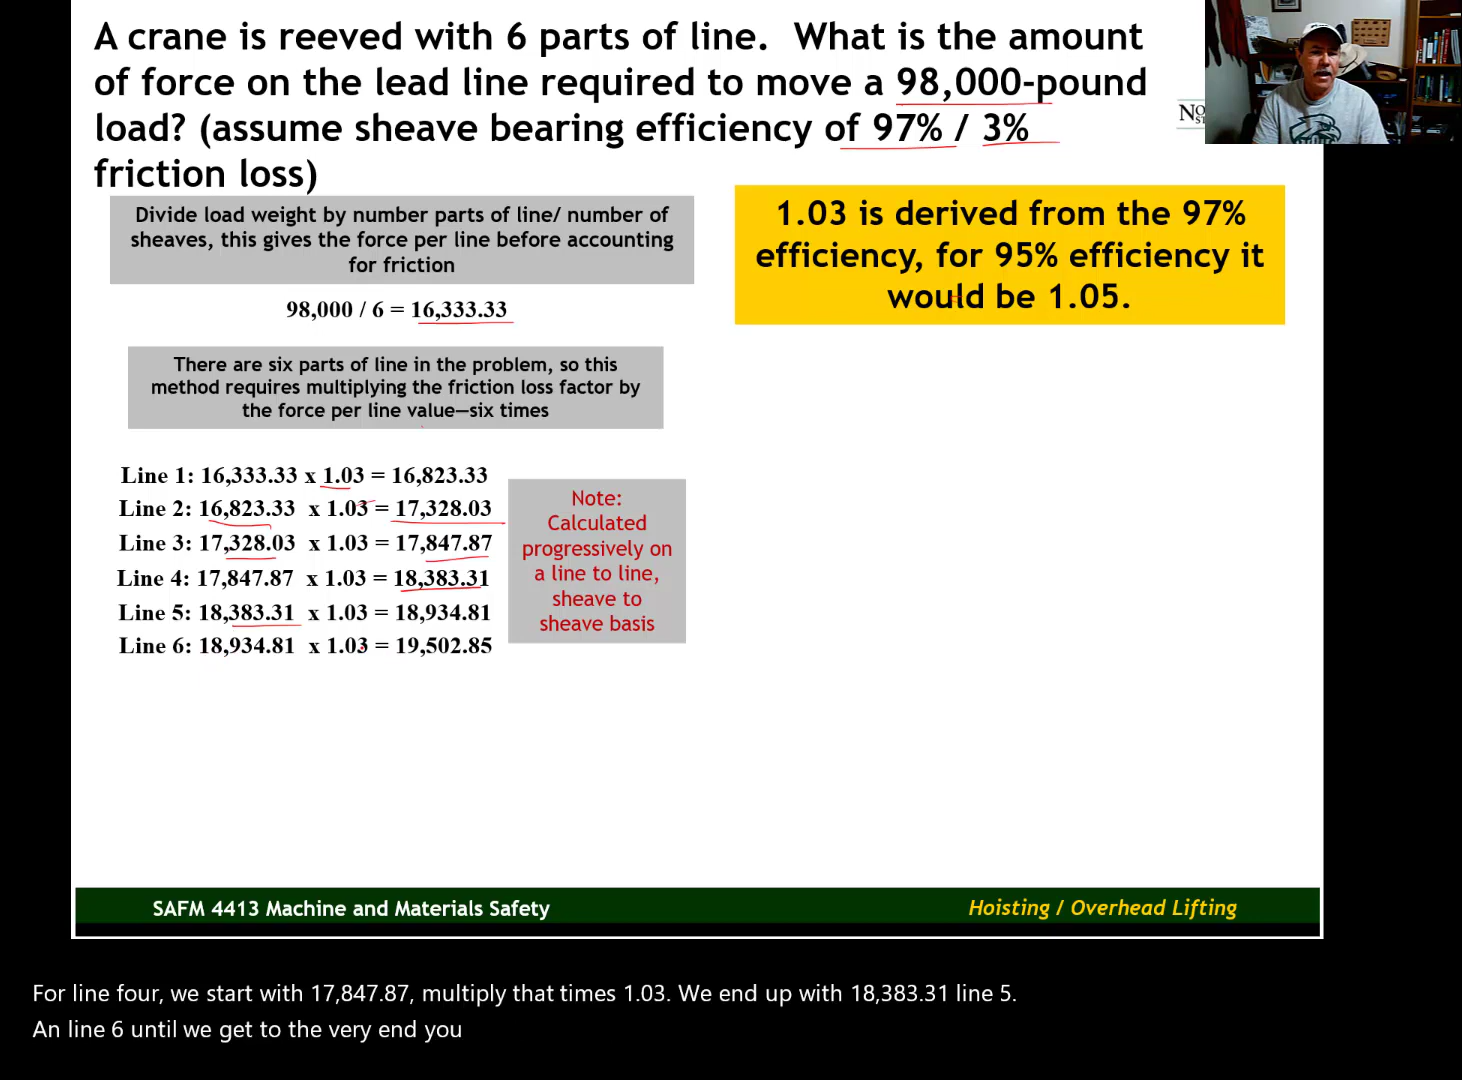 A crane is reeved with 6 parts of line. What is the amount
of force on the lead line required to move a 98,000-pound
load? (assume sheave bearing efficiency of 97% / 3%
friction loss)
Divide load weight by number parts of line/ number of
sheaves, this gives the force per line before accounting
for friction
98,000 / 6 = 16,333.33
There are six parts of line in the problem, so this
method requires multiplying the friction loss factor by
the force per line value—six times
Line 1: 16,333.33 x 1.03 = 16,823.33
Line 2: 16,823.33 x 1.03 = 17,328.03
Line 3: 17,328.03 x 1.03 = 17,847.87
Line 4: 17,847.87 x 1.03 = 18,383.31
Line 5: 18,383.31 x 1.03 = 18,934.81
Line 6: 18,934.81 x 1.03 = 19,502.85
Note:
Calculated
progressively on
a line to line,
sheave to
sheave basis
1.03 is derived from the 97%
efficiency, for 95% efficiency it
would be 1.05.
SAFM 4413 Machine and Materials Safety
Hoisting / Overhead Lifting
For line four, we start with 17,847.87, multiply that times 1.03. We end up with 18,383.31 line 5.
An line 6 until we get to the very end you